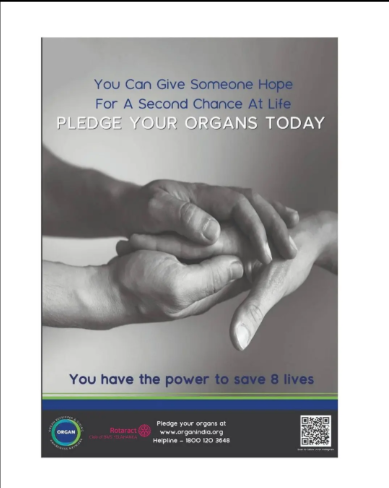 You Can Give Someone Hope
For A Second Chance At Life
PLEDGE YOUR ORGANS TODAY
You have the power to save 8 lives
ORGAN
Rotaract
Pledge your organs at
www.organindia.org
Helpline - 1800 120 3648